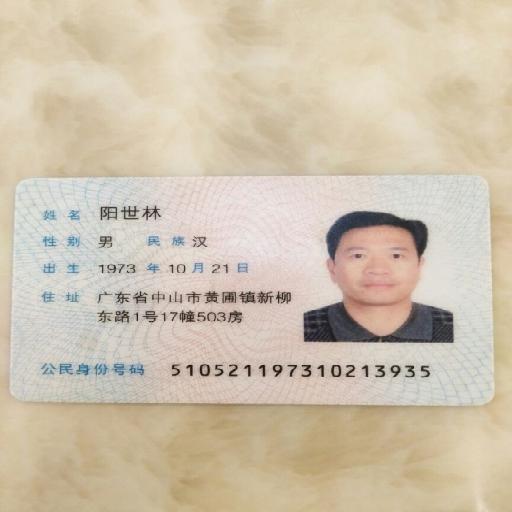 姓名 阳世林
性别 男 民族 汉
出生 1973 年 10 月 21 日
住址 广东省中山市黄圃镇新柳
东路1号17幢503房
公民身份号码 510521197310213935